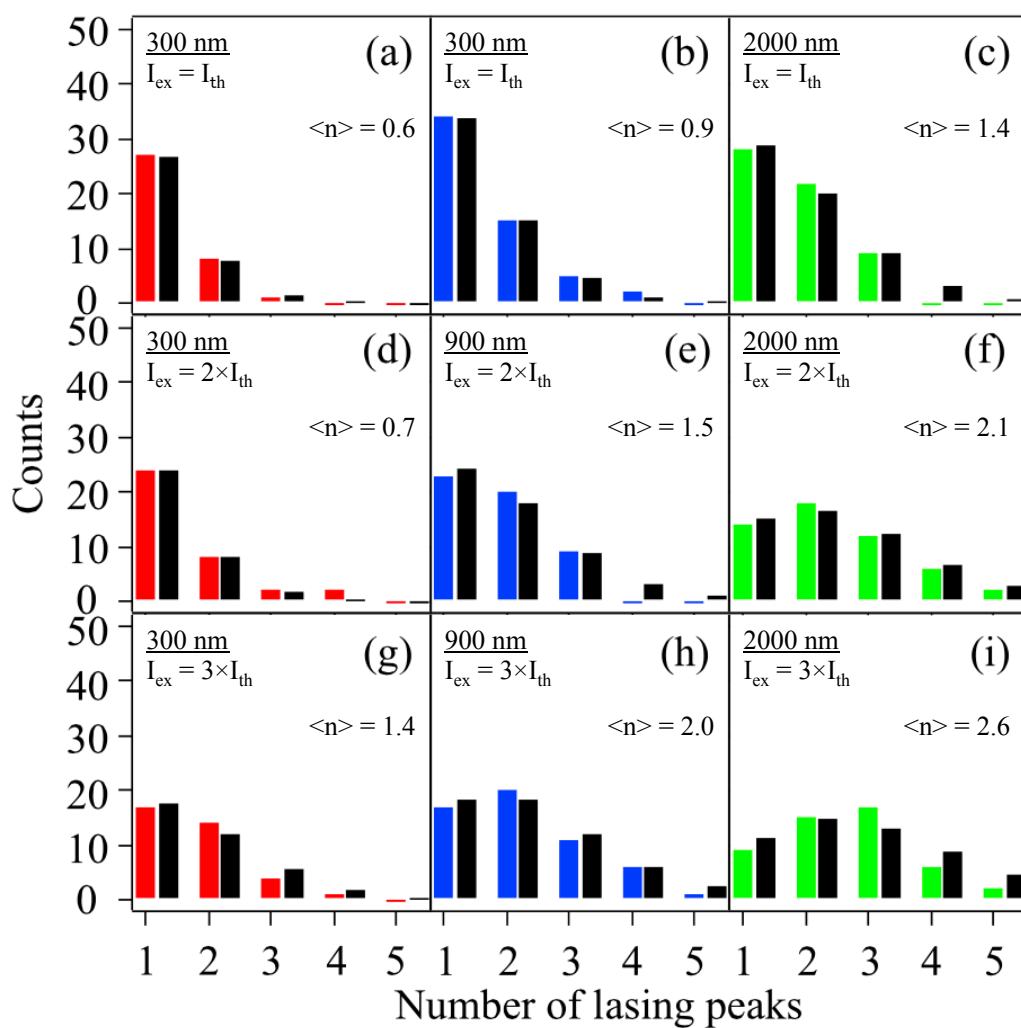 50
40
30
20
10
0
300 nm
(a)
I_ex = I_th
<n> = 0.6
300 nm
(b)
I_ex = I_th
<n> = 0.9
2000 nm
(c)
I_ex = I_th
<n> = 1.4
50
40
30
20
10
0
300 nm
(d)
I_ex = 2×I_th
<n> = 0.7
900 nm
(e)
I_ex = 2×I_th
<n> = 1.5
2000 nm
(f)
I_ex = 2×I_th
<n> = 2.1
Counts
50
40
30
20
10
0
300 nm
(g)
I_ex = 3×I_th
<n> = 1.4
900 nm
(h)
I_ex = 3×I_th
<n> = 2.0
2000 nm
(i)
I_ex = 3×I_th
<n> = 2.6
1 2 3 4 5 1 2 3 4 5 1 2 3 4 5
Number of lasing peaks